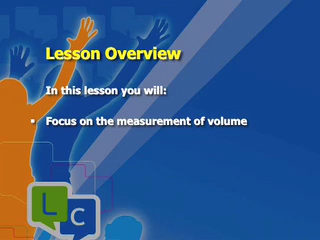 Lesson Overview
In this lesson you will:
▪ Focus on the measurement of volume
L C